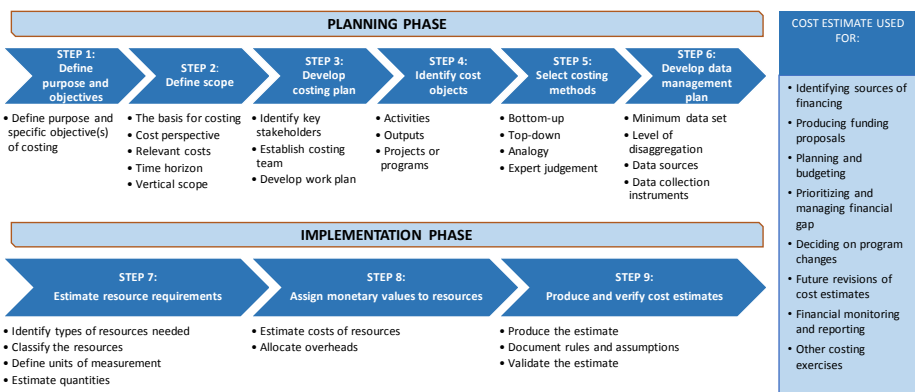 PLANNING PHASE
STEP 1:
Define
purpose and
objectives
• Define purpose and
specific objective(s)
of costing
STEP 2:
Define scope
• The basis for costing
• Cost perspective
• Relevant costs
• Time horizon
• Vertical scope
STEP 3:
Develop
costing plan
• Identify key
stakeholders
• Establish costing
team
• Develop work plan
STEP 4:
Identify cost
objects
• Activities
• Outputs
• Projects or
programs
STEP 5:
Select costing
methods
• Bottom-up
• Top-down
• Analogy
• Expert judgement
STEP 6:
Develop data
management
plan
• Minimum data set
• Level of
disaggregation
• Data sources
• Data collection
instruments
IMPLEMENTATION PHASE
STEP 7:
Estimate resource requirements
• Identify types of resources needed
• Classify the resources
• Define units of measurement
• Estimate quantities
STEP 8:
Assign monetary values to resources
• Estimate costs of resources
• Allocate overheads
STEP 9:
Produce and verify cost estimates
• Produce the estimate
• Document rules and assumptions
• Validate the estimate
COST ESTIMATE USED
FOR:
• Identifying sources of
financing
• Producing funding
proposals
• Planning and
budgeting
• Prioritizing and
managing financial
gap
• Deciding on program
changes
• Future revisions of
cost estimates
• Financial monitoring
and reporting
• Other costing
exercises